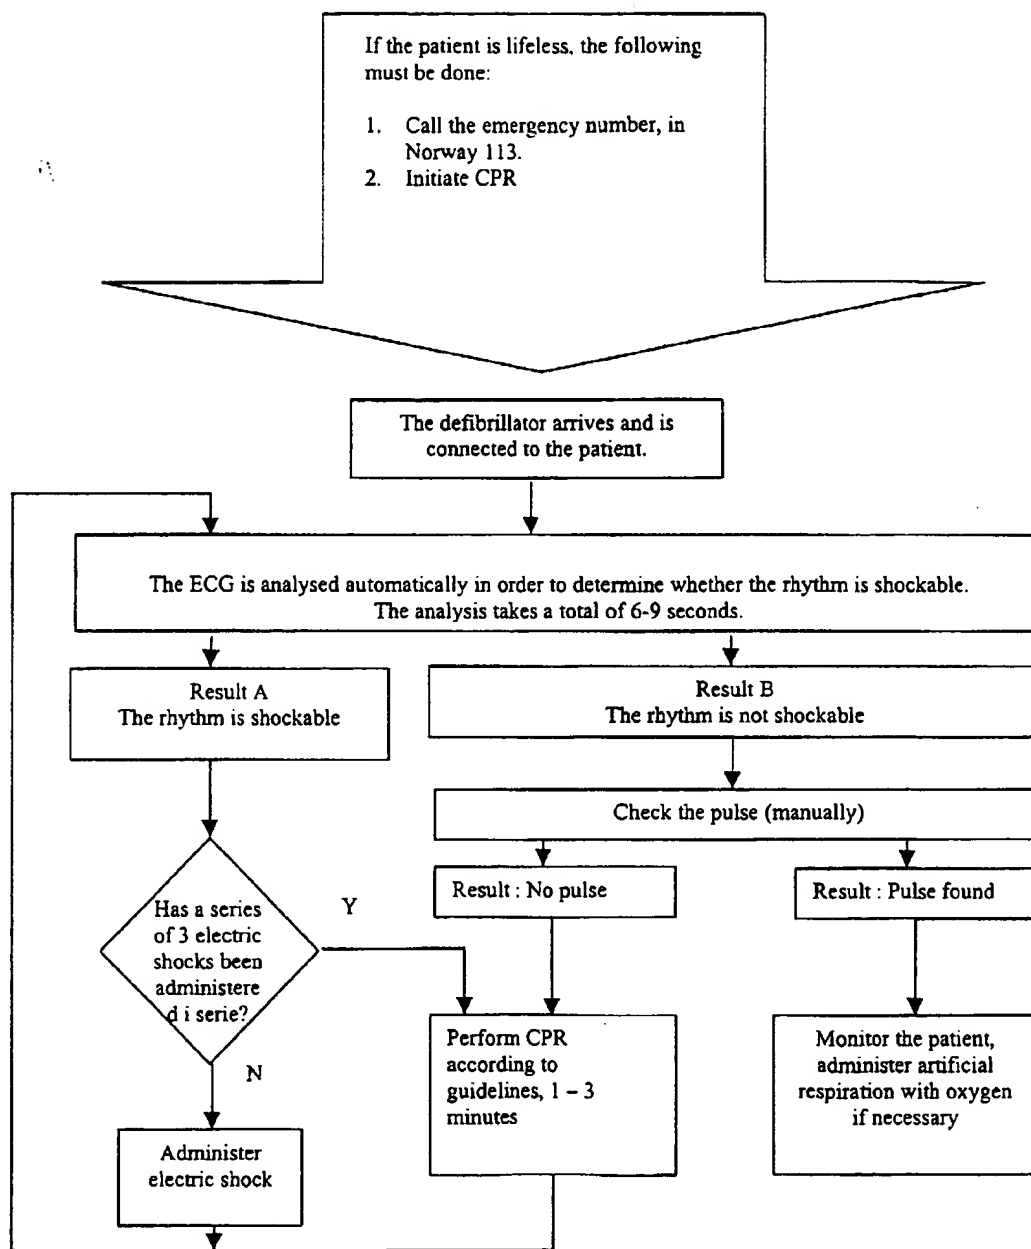 If the patient is lifeless, the following
must be done:
1. Call the emergency number, in
Norway 113.
2. Initiate CPR
The defibrillator arrives and is
connected to the patient.
The ECG is analysed automatically in order to determine whether the rhythm is shockable.
The analysis takes a total of 6-9 seconds.
Result A
The rhythm is shockable
Result B
The rhythm is not shockable
Check the pulse (manually)
Result : No pulse
Result : Pulse found
Has a series
of 3 electric
shocks been
administere
d i serie?
Y
N
Perform CPR
according to
guidelines, 1 – 3
minutes
Monitor the patient,
administer artificial
respiration with oxygen
if necessary
Administer
electric shock